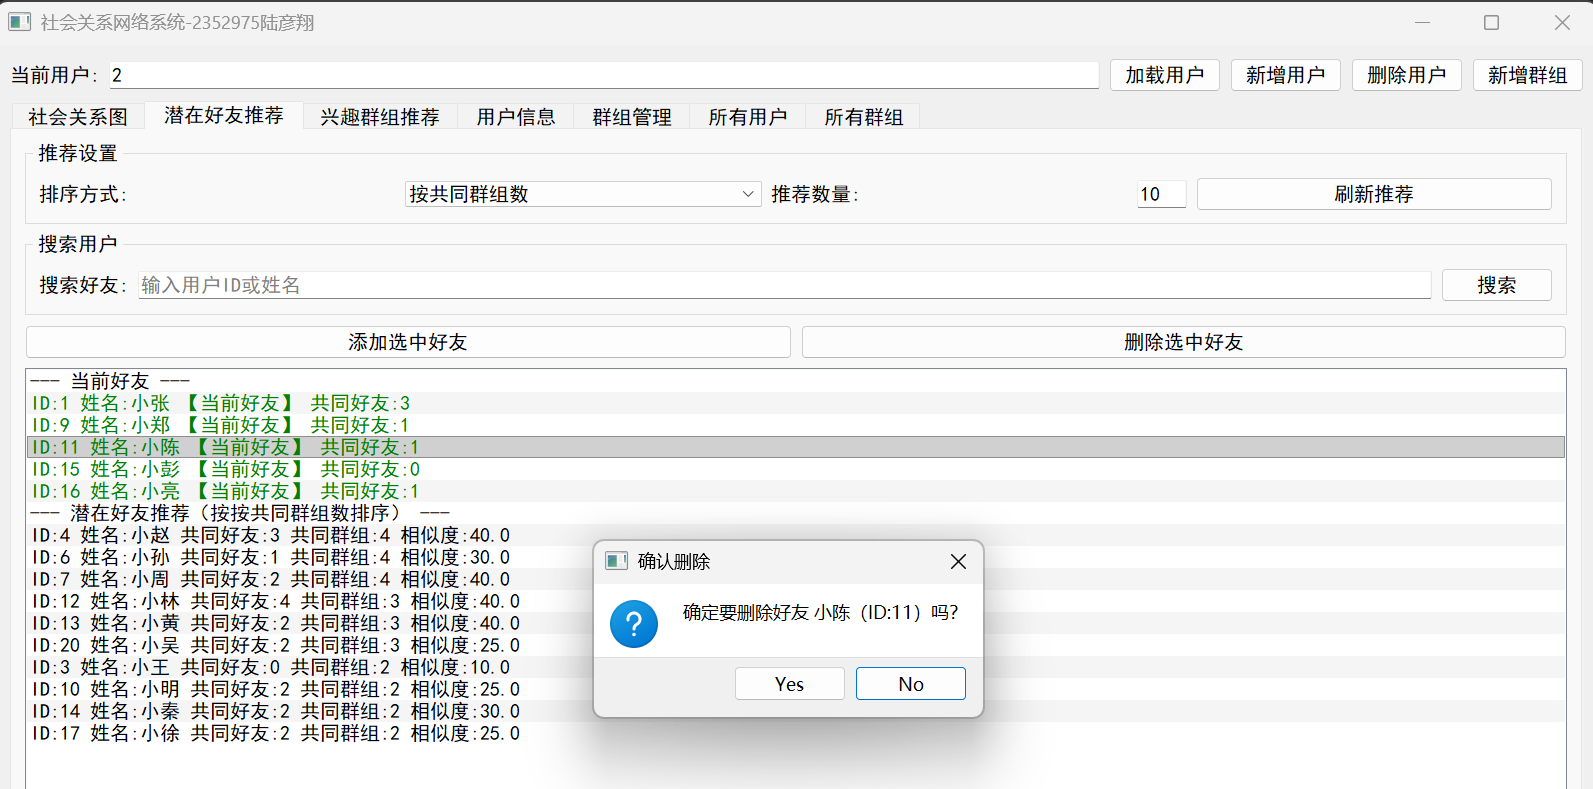 社会关系网络系统-2352975陆彦翔
当前用户: 2 加载用户 新增用户 删除用户 新增群组
社会关系图 潜在好友推荐 兴趣群组推荐 用户信息 群组管理 所有用户 所有群组
推荐设置
排序方式: 按共同群组数 推荐数量: 10 刷新推荐
搜索用户
搜索好友: 输入用户ID或姓名 搜索
添加选中好友 删除选中好友
--- 当前好友 ---
ID:1 姓名:小张 【当前好友】 共同好友:3
ID:9 姓名:小郑 【当前好友】 共同好友:1
ID:11 姓名:小陈 【当前好友】 共同好友:1
ID:15 姓名:小彭 【当前好友】 共同好友:0
ID:16 姓名:小亮 【当前好友】 共同好友:1
--- 潜在好友推荐（按按共同群组数排序） ---
ID:4 姓名:小赵 共同好友:3 共同群组:4 相似度:40.0
ID:6 姓名:小孙 共同好友:1 共同群组:4 相似度:30.0
ID:7 姓名:小周 共同好友:2 共同群组:4 相似度:40.0
ID:12 姓名:小林 共同好友:4 共同群组:3 相似度:40.0
ID:13 姓名:小黄 共同好友:2 共同群组:3 相似度:40.0
ID:20 姓名:小吴 共同好友:2 共同群组:3 相似度:25.0
ID:3 姓名:小王 共同好友:0 共同群组:2 相似度:10.0
ID:10 姓名:小明 共同好友:2 共同群组:2 相似度:25.0
ID:14 姓名:小秦 共同好友:2 共同群组:2 相似度:30.0
ID:17 姓名:小徐 共同好友:2 共同群组:2 相似度:25.0
确认删除
确定要删除好友 小陈（ID:11）吗?
Yes No